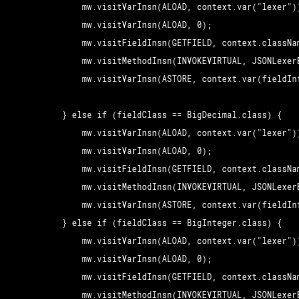 mw.visitVarInsn(ALOAD, context.var("lexer"))
mw.visitVarInsn(ALOAD, 0);
mw.visitFieldInsn(GETFIELD, context.classNam
mw.visitMethodInsn(INVOKEVIRTUAL, JSONLexerB
mw.visitVarInsn(ASTORE, context.var(fieldInf
} else if (fieldClass == BigDecimal.class) {
mw.visitVarInsn(ALOAD, context.var("lexer"))
mw.visitVarInsn(ALOAD, 0);
mw.visitFieldInsn(GETFIELD, context.classNam
mw.visitMethodInsn(INVOKEVIRTUAL, JSONLexerB
mw.visitVarInsn(ASTORE, context.var(fieldInf
} else if (fieldClass == BigInteger.class) {
mw.visitVarInsn(ALOAD, context.var("lexer"))
mw.visitVarInsn(ALOAD, 0);
mw.visitFieldInsn(GETFIELD, context.classNam
mw.visitMethodInsn(INVOKEVIRTUAL, JSONLexerB